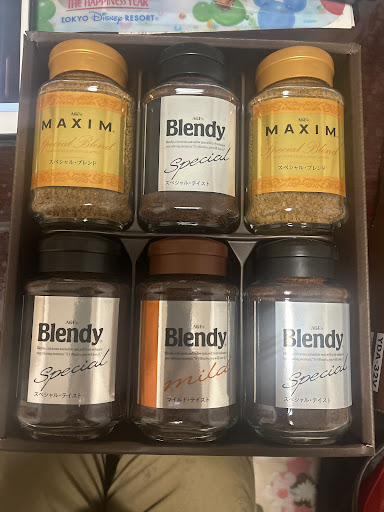 THE HAPPIEST YEAR
TOKYO Disney RESORT
AGF
MAXIM
Special Blend
スペシャル・ブレンド
AGF
Blendy
Special
スペシャル・テイスト
AGF
MAXIM
Special Blend
スペシャル・ブレンド
AGF
Blendy
Special
スペシャル・テイスト
AGF
Blendy
mild
マイルド・テイスト
AGF
Blendy
Special
スペシャル・テイスト